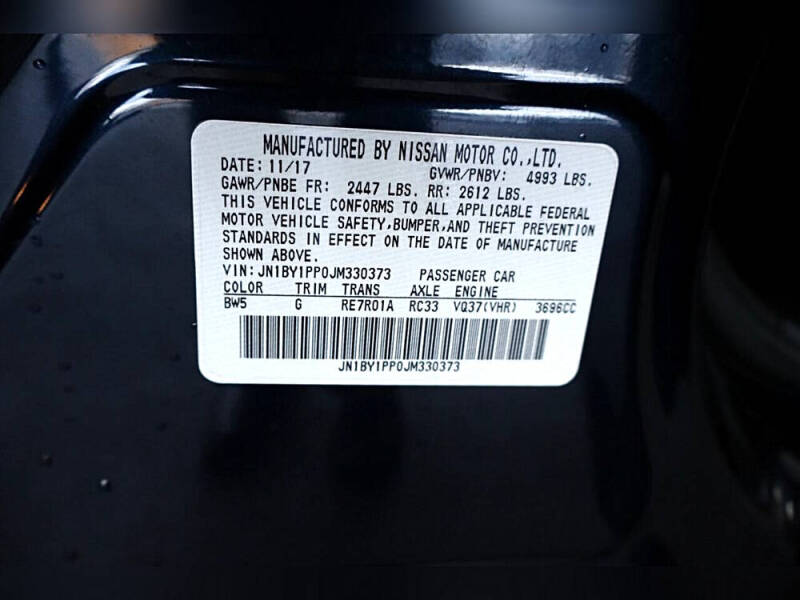 MANUFACTURED BY NISSAN MOTOR CO.,LTD.
DATE: 11/17 GVWR/PNBV: 4993 LBS.
GAWR/PNBE FR: 2447 LBS. RR: 2612 LBS.
THIS VEHICLE CONFORMS TO ALL APPLICABLE FEDERAL
MOTOR VEHICLE SAFETY,BUMPER,AND THEFT PREVENTION
STANDARDS IN EFFECT ON THE DATE OF MANUFACTURE
SHOWN ABOVE.
VIN:JN1BY1PP0JM330373 PASSENGER CAR
COLOR TRIM TRANS AXLE ENGINE
BW5 G RE7R01A RC33 VQ37(VHR) 3696CC
JN1BY1PP0JM330373